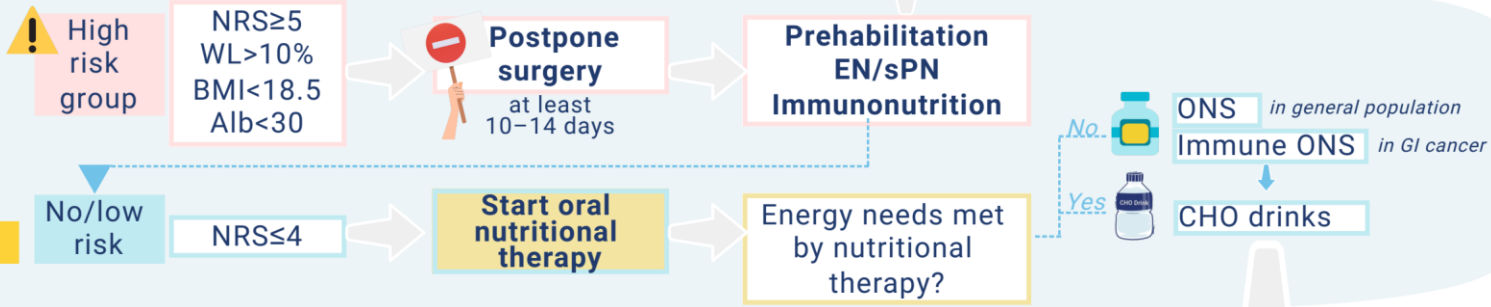 High
risk
group
NRS≥5
WL>10%
BMI<18.5
Alb<30
Postpone
surgery
at least
10–14 days
Prehabilitation
EN/sPN
Immunonutrition
No/low
risk
NRS≤4
Start oral
nutritional
therapy
Energy needs met
by nutritional
therapy?
No
ONS in general population
Immune ONS in GI cancer
Yes
CHO Drink
CHO drinks